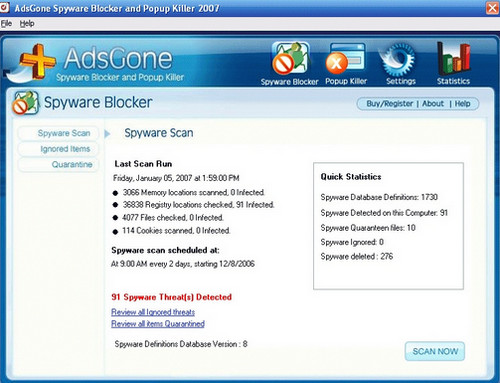 AdsGone Spyware Blocker and Popup Killer 2007
File Help
AdsGone
Spyware Blocker and Popup Killer
Spyware Blocker
Popup Killer
Settings
Statistics
Spyware Blocker
Buy/Register | About | Help
Spyware Scan
Ignored Items
Quarantine
Spyware Scan
Last Scan Run
Friday, January 05, 2007 at 1:59:00 PM
3066 Memory locations scanned, 0 Infected.
36838 Registry locations checked, 91 Infected.
4077 Files checked, 0 Infected.
114 Cookies scanned, 0 Infected.
Spyware scan scheduled at:
At 9:00 AM every 2 days, starting 12/8/2006
91 Spyware Threat(s) Detected
Review all Ignored threats
Review all items Quarantined
Spyware Definitions Database Version : 8
Quick Statistics
Spyware Database Definitions: 1730
Spyware Detected on this Computer: 91
Spyware Quaranteen files: 10
Spyware Ignored: 0
Spyware deleted : 276
SCAN NOW